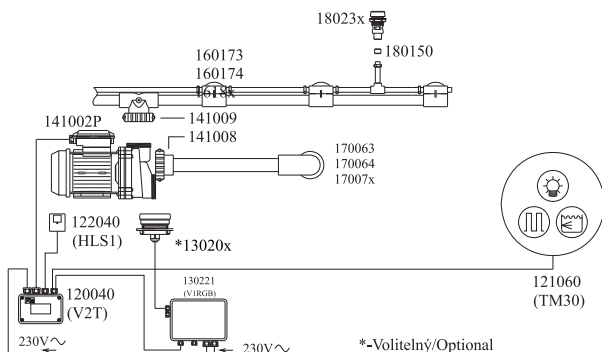 18023x
180150
160173
160174
141009
141008
141002P
170063
170064
17007x
122040
(HLS1)
*13020x
121060
(TM30)
120040
(V2T)
130221
(V1RGB)
230V~
230V~
*-Volitelný/Optional